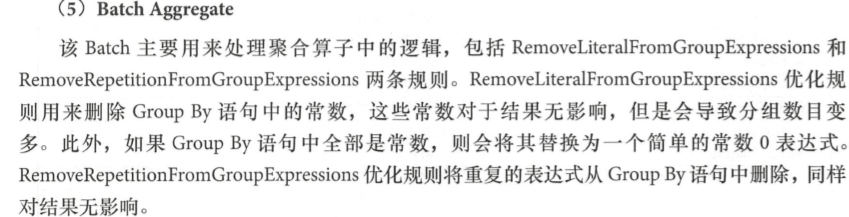 （5）Batch Aggregate
该 Batch 主要用来处理聚合算子中的逻辑，包括 RemoveLiteralFromGroupExpressions 和
RemoveRepetitionFromGroupExpressions 两条规则。RemoveLiteralFromGroupExpressions 优化规
则用来删除 Group By 语句中的常数，这些常数对于结果无影响，但是会导致分组数目变
多。此外，如果 Group By 语句中全部是常数，则会将其替换为一个简单的常数 0 表达式。
RemoveRepetitionFromGroupExpressions 优化规则将重复的表达式从 Group By 语句中删除，同样
对结果无影响。